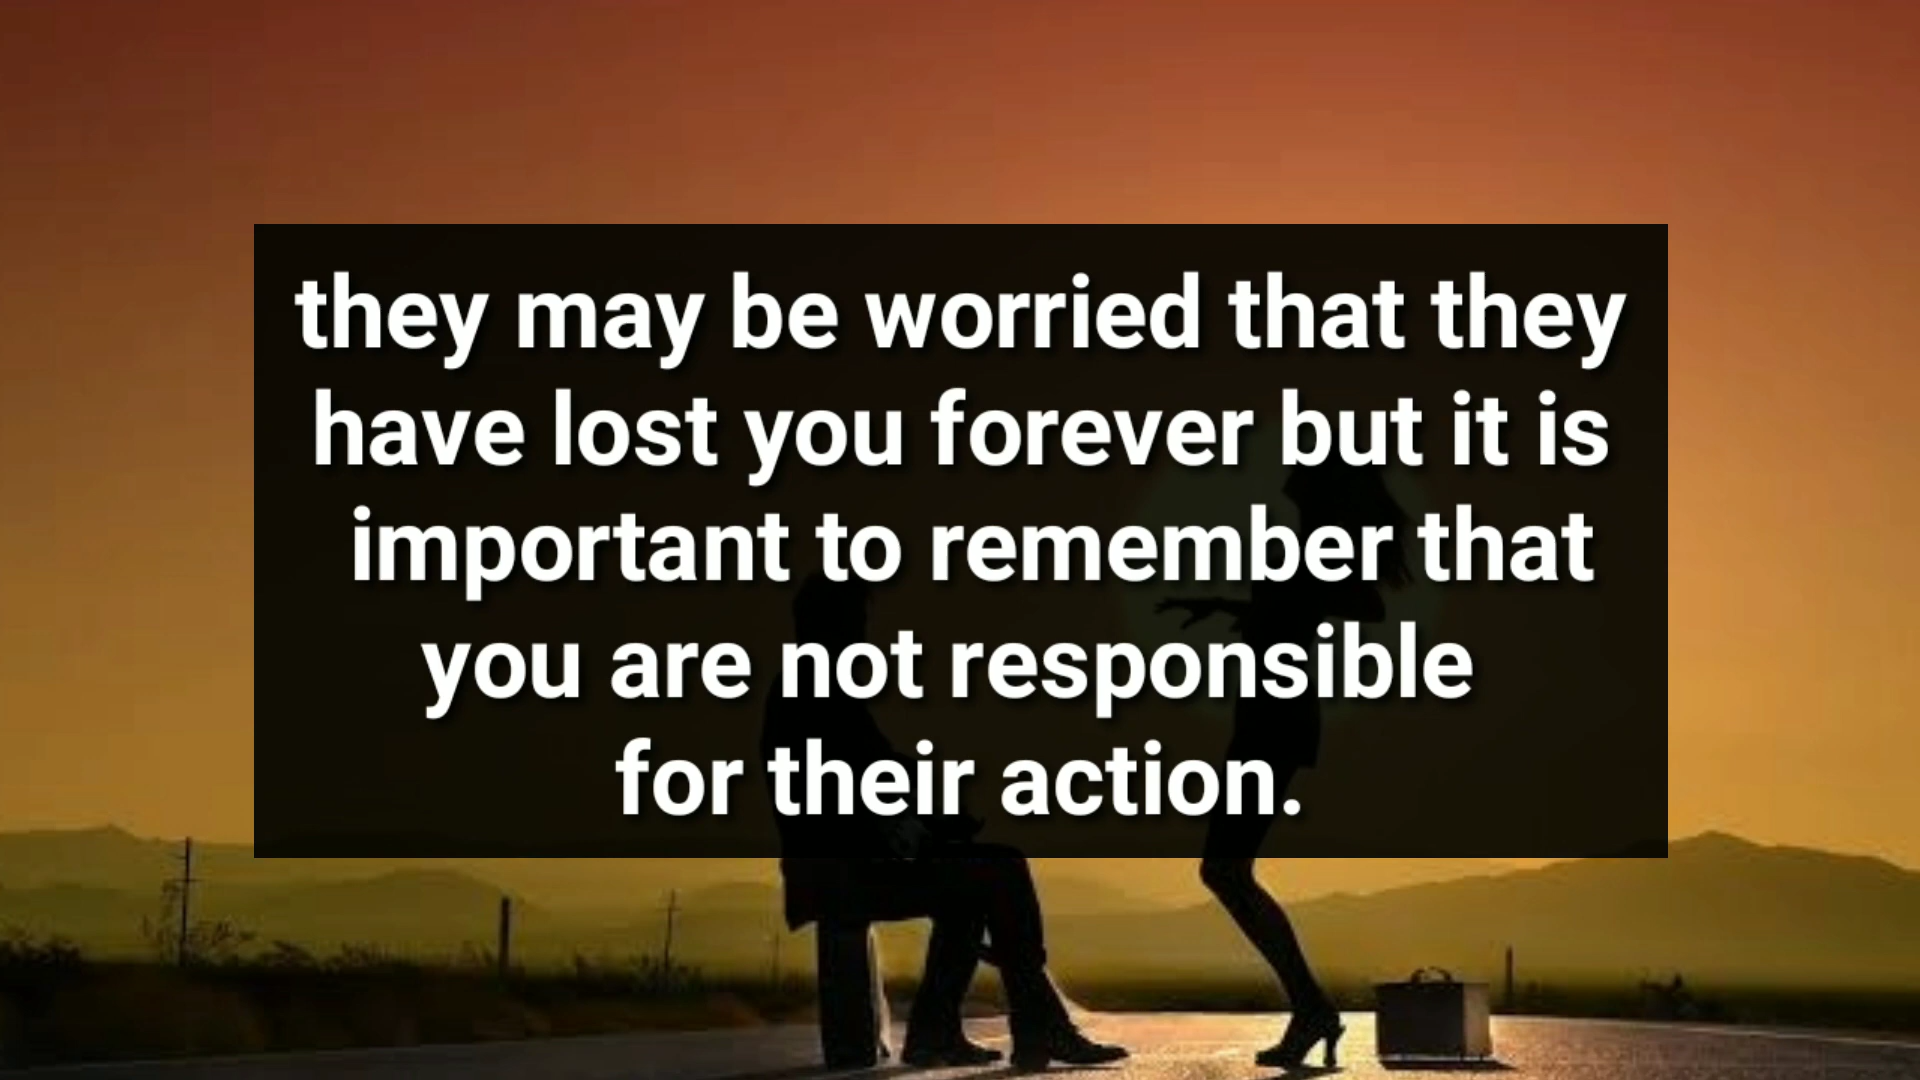 they may be worried that they
have lost you forever but it is
important to remember that
you are not responsible
for their action.